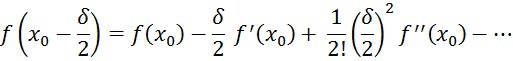 f(x₀ − δ/2) = f(x₀) − δ/2 f′(x₀) + 1/2! (δ/2)² f′′(x₀) − ⋯